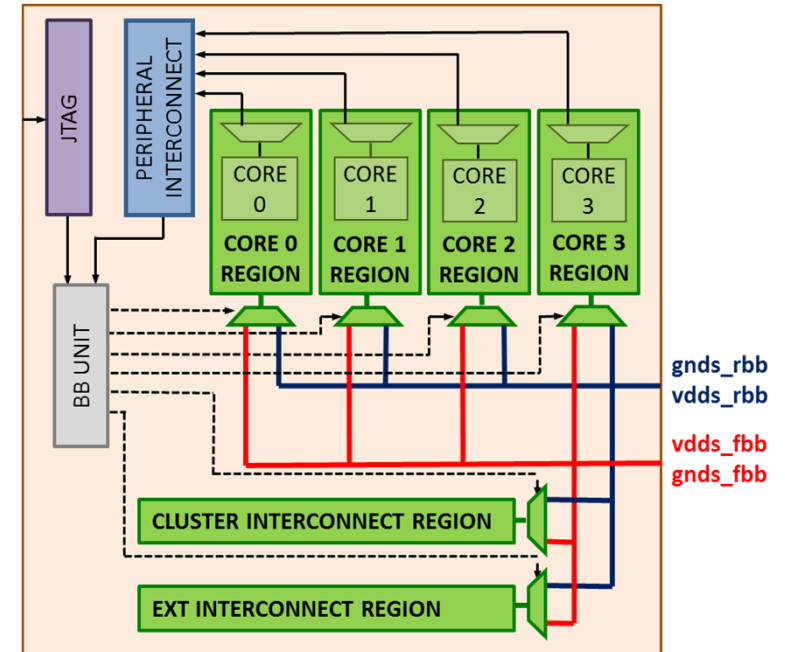 JTAG
PERIPHERAL
INTERCONNECT
CORE
0
CORE
1
CORE
2
CORE
3
CORE 0
REGION
CORE 1
REGION
CORE 2
REGION
CORE 3
REGION
BB UNIT
gnds_rbb
vdds_rbb
vdds_fbb
gnds_fbb
CLUSTER INTERCONNECT REGION
EXT INTERCONNECT REGION